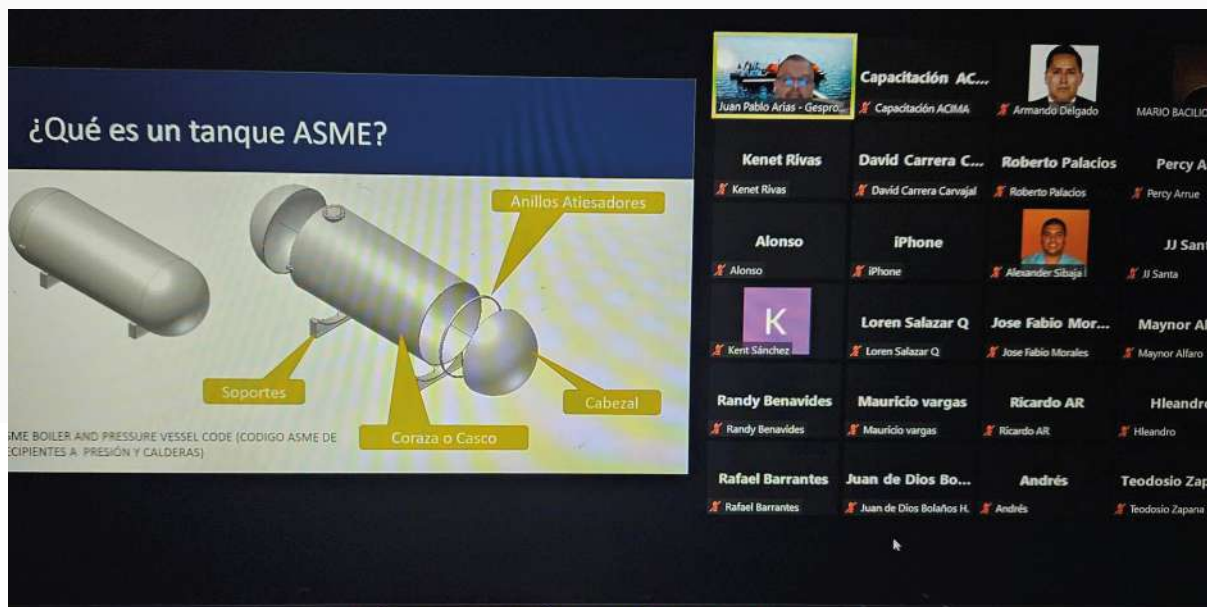 ¿Qué es un tanque ASME?
Anillos Atiesadores
Soportes
Cabezal
Coraza o Casco
SME BOILER AND PRESSURE VESSEL CODE (CODIGO ASME DE
ECIPIENTES A PRESIÓN Y CALDERAS)
Juan Pablo Arias - Gespro...
Capacitación AC...
Capacitación ACIMA
Armando Delgado
MARIO BACILIO
Kenet Rivas
Kenet Rivas
David Carrera C...
David Carrera Carvajal
Roberto Palacios
Roberto Palacios
Percy A
Percy Arrue
Alonso
Alonso
iPhone
iPhone
Alexander Sibaja
JJ Sant
JJ Santa
K
Kent Sánchez
Loren Salazar Q
Loren Salazar Q
Jose Fabio Mor...
Jose Fabio Morales
Maynor Al
Maynor Alfaro
Randy Benavides
Randy Benavides
Mauricio vargas
Mauricio vargas
Ricardo AR
Ricardo AR
Hleandro
Hleandro
Rafael Barrantes
Rafael Barrantes
Juan de Dios Bo...
Juan de Dios Bolaños H.
Andrés
Andrés
Teodosio Zap
Teodosio Zapana